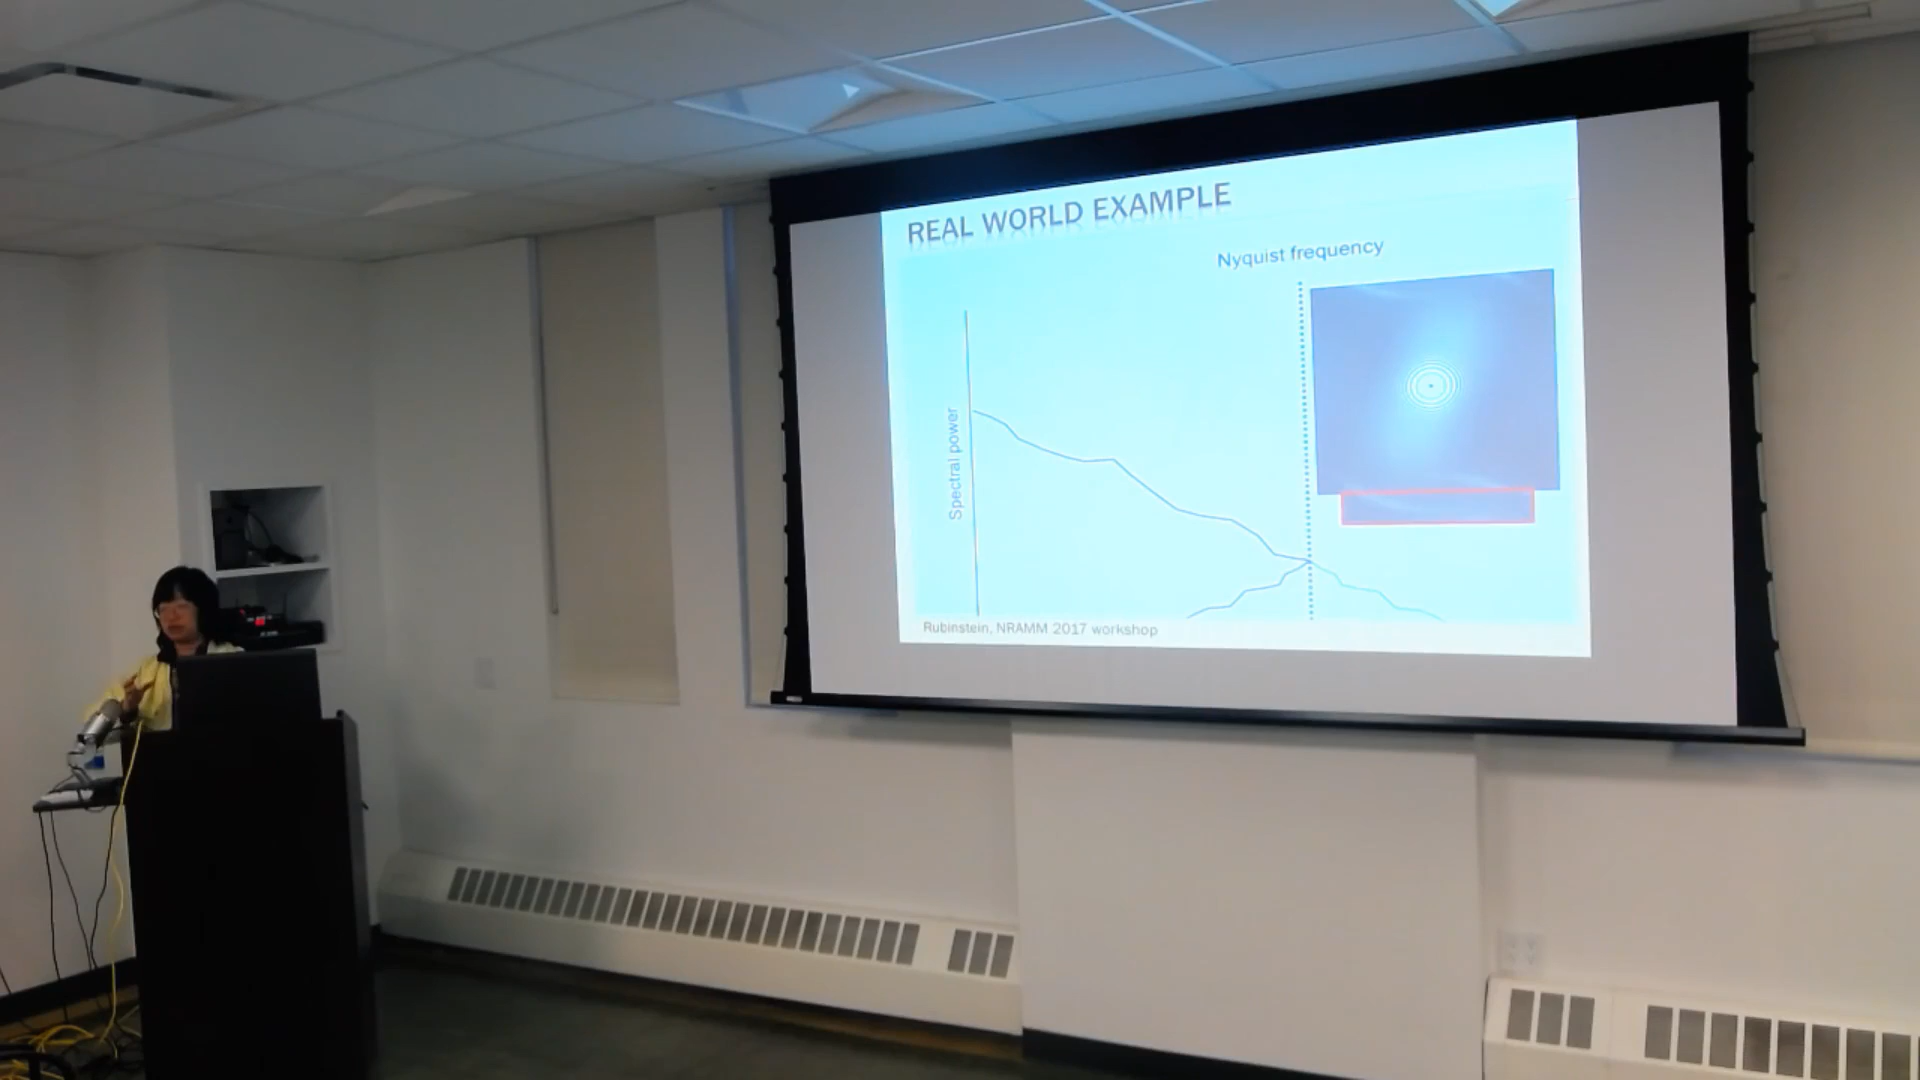 REAL WORLD EXAMPLE
Nyquist frequency
Spectral power
Rubinstein, NRAMM 2017 workshop